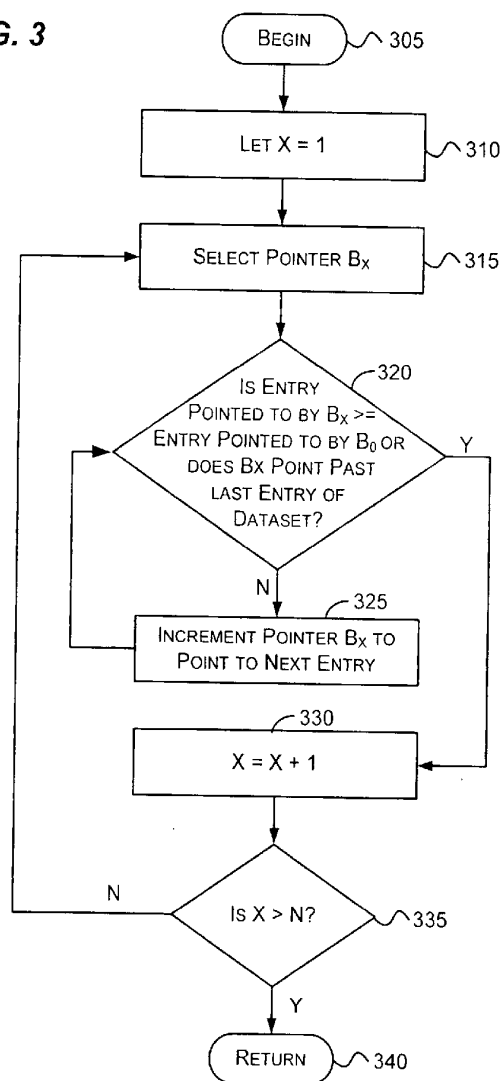 G. 3
BEGIN
305
LET X = 1
310
SELECT POINTER BX
315
320
IS ENTRY
POINTED TO BY BX >=
ENTRY POINTED TO BY B0 OR
DOES BX POINT PAST
LAST ENTRY OF
DATASET?
Y
N
325
INCREMENT POINTER BX TO
POINT TO NEXT ENTRY
330
X = X + 1
N
IS X > N?
335
Y
RETURN
340